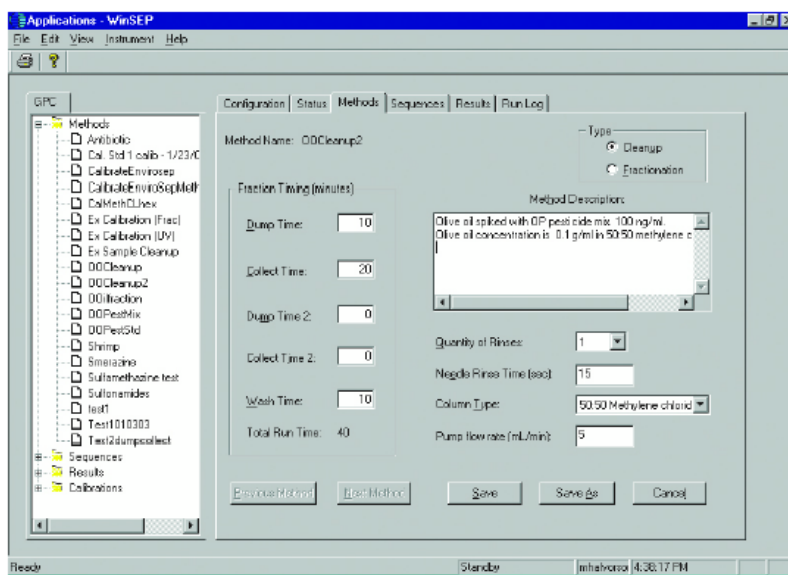 Applications - WinSEP
File Edit View Instrument Help
GPC
Methods
Antibiotic
Cal. Std 1 calib - 1/23/0
CalibrateEnvirosep
CalibrateEnviroSepMeth
CalMethCLhex
Ex Calibration (Frac)
Ex Calibration (UV)
Ex Sample Cleanup
OOCleanup
OOCleanup2
OOilfraction
OOPestMix
OOPestStd
Shrimp
Smerazine
Sulfamethazine test
Sulfonamides
test1
Test1010303
Test2dumpcollect
Sequences
Results
Calibrations
Configuration Status Methods Sequences Results Run Log
Method Name: OOCleanup2
Type
Cleanup
Fractionation
Fraction Timing (minutes)
Dump Time: 10
Collect Time: 20
Dump Time 2: 0
Collect Time 2: 0
Wash Time: 10
Total Run Time: 40
Method Description:
Olive oil spiked with OP pesticide mix. 100 ng/ml.
Olive oil concentration is 0.1 g/ml in 50:50 methylene c
Quantity of Rinses: 1
Needle Rinse Time (sec): 15
Column Type: 50:50 Methylene chlorid
Pump flow rate (mL/min): 5
Previous Method Next Method Save Save As Cancel
Ready Standby mhalvorso 4:38:17 PM